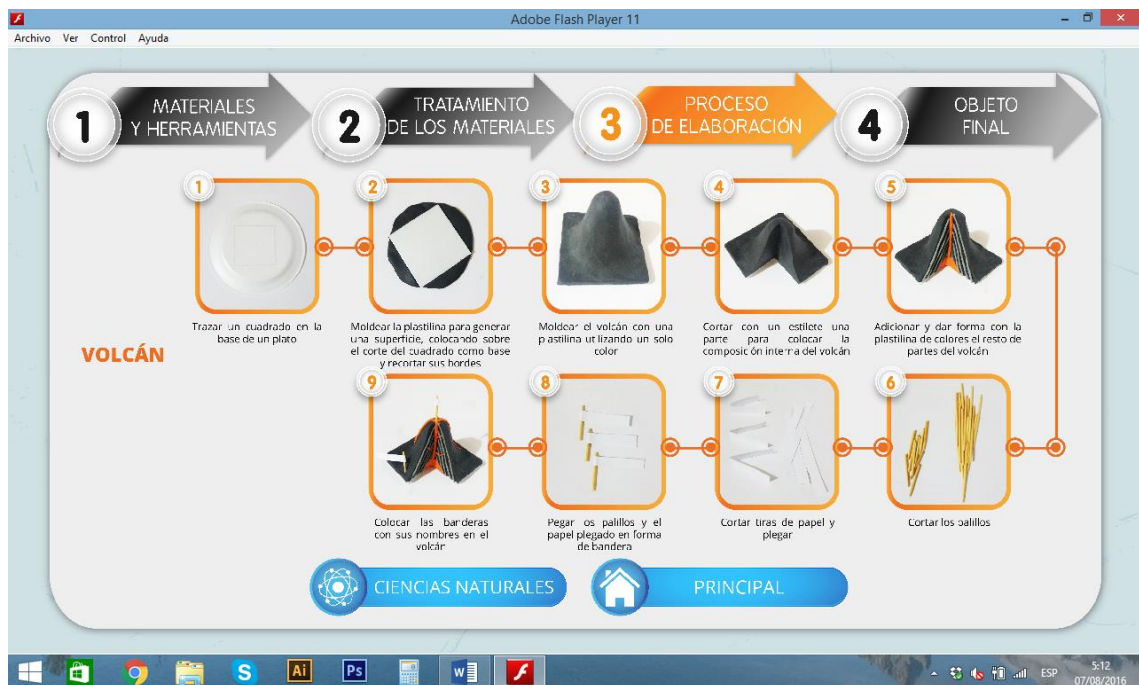 Adobe Flash Player 11
Archivo Ver Control Ayuda
1
MATERIALES
Y HERRAMIENTAS
2
TRATAMIENTO
DE LOS MATERIALES
3
PROCESO
DE ELABORACIÓN
4
OBJETO
FINAL
VOLCÁN
1
Trazar un cuadrado en la
base de un plato
2
Moldear la plastilina para generar
una superficie, colocando sobre
el corte del cuadrado como base
y recortar sus bordes
3
Moldear el volcán con una
plastilina utilizando un solo
color
4
Cortar con un estilete una
parte para colocar la
composición interna del volcán
5
Adicionar y dar forma con la
plastilina de colores el resto de
partes del volcán
9
Colocar las banderas
con sus nombres en el
volcán
8
Pegar os palillos y el
papel plegado en forma
de bandera
7
Cortar tiras de papel y
plegar
6
Cortar los palillos
CIENCIAS NATURALES
PRINCIPAL
Ai
Ps
ESP
5:12
07/08/2016